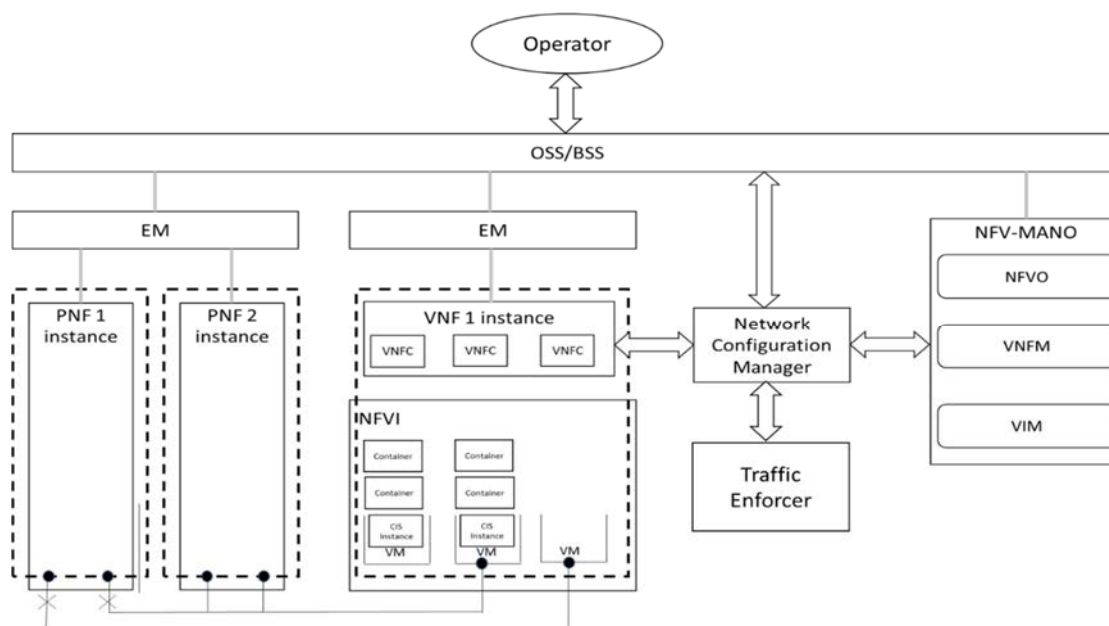 Operator
OSS/BSS
EM
EM
NFV-MANO
NFVO
VNFM
VIM
PNF 1
instance
PNF 2
instance
VNF 1 instance
VNFC
VNFC
VNFC
Network
Configuration
Manager
Traffic
Enforcer
NFVI
Container
Container
Container
Container
CIS
Instance
CIS
Instance
VM
VM
VM